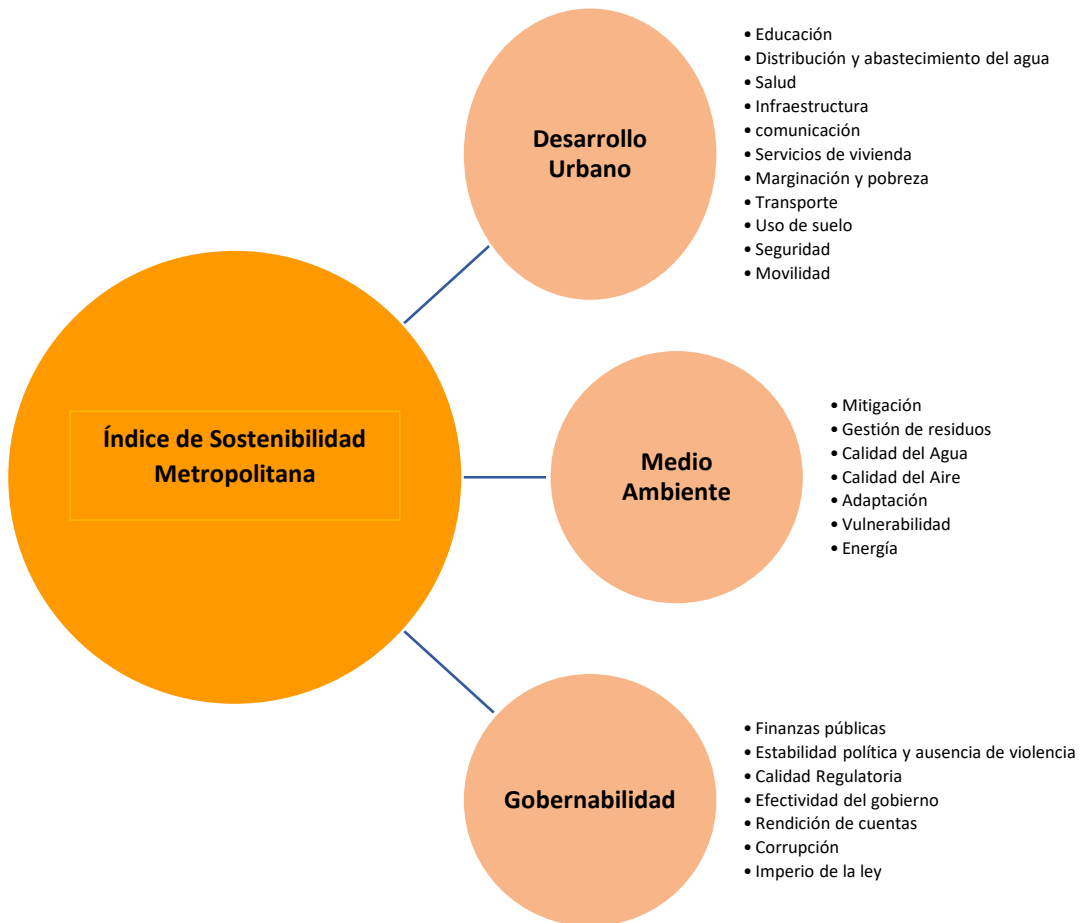 Índice de Sostenibilidad
Metropolitana
Desarrollo
Urbano
• Educación
• Distribución y abastecimiento del agua
• Salud
• Infraestructura
• comunicación
• Servicios de vivienda
• Marginación y pobreza
• Transporte
• Uso de suelo
• Seguridad
• Movilidad
Medio
Ambiente
• Mitigación
• Gestión de residuos
• Calidad del Agua
• Calidad del Aire
• Adaptación
• Vulnerabilidad
• Energía
Gobernabilidad
• Finanzas públicas
• Estabilidad política y ausencia de violencia
• Calidad Regulatoria
• Efectividad del gobierno
• Rendición de cuentas
• Corrupción
• Imperio de la ley